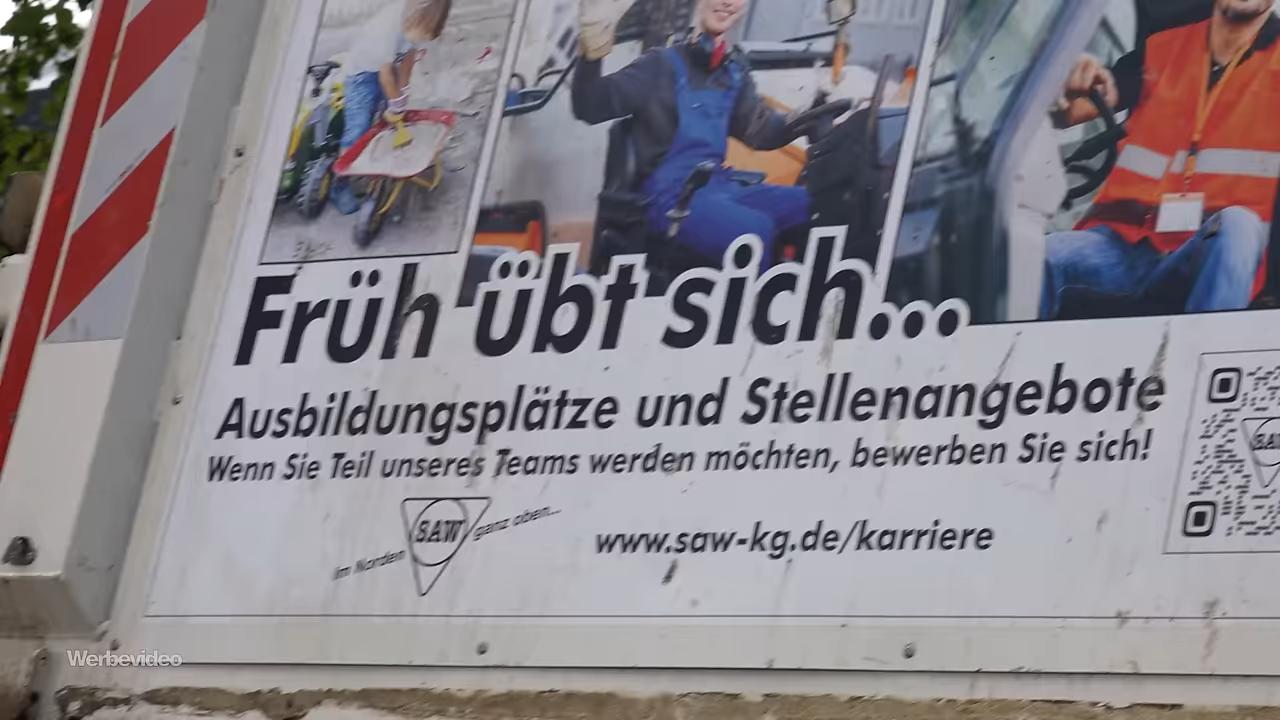 Früh übt sich...
Ausbildungsplätze und Stellenangebote
Wenn Sie Teil unseres Teams werden möchten, bewerben Sie sich!
Im Norden SAW ganz oben...
www.saw-kg.de/karriere
SAW
Werbevideo